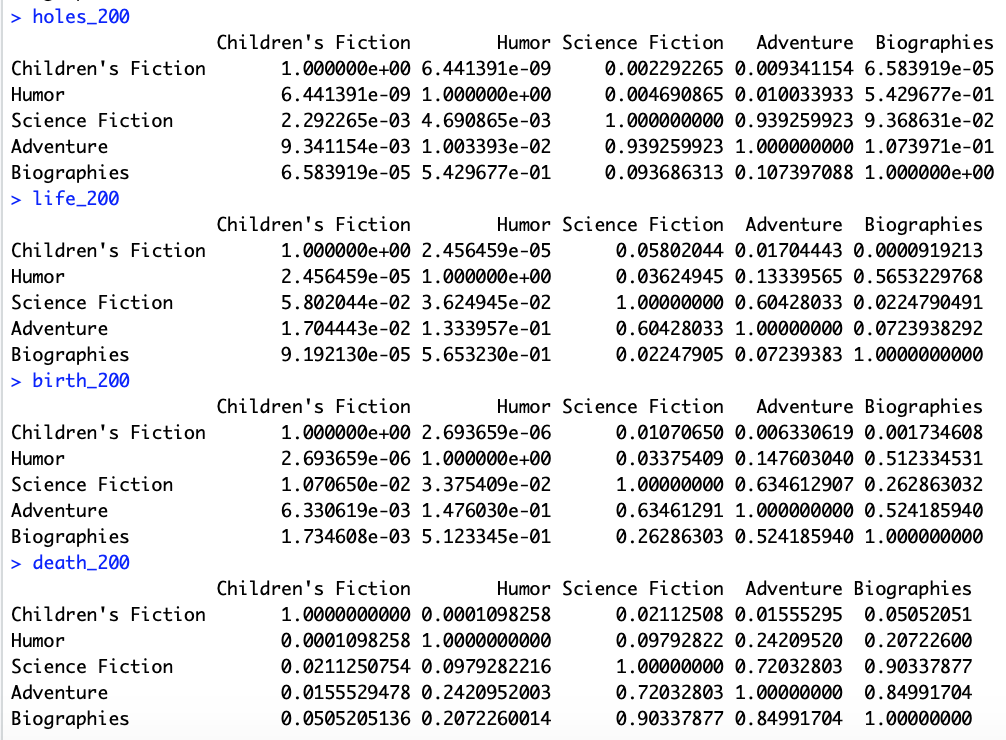 > holes_200
Children's Fiction Humor Science Fiction Adventure Biographies
Children's Fiction 1.000000e+00 6.441391e-09 0.002292265 0.009341154 6.583919e-05
Humor 6.441391e-09 1.000000e+00 0.004690865 0.010033933 5.429677e-01
Science Fiction 2.292265e-03 4.690865e-03 1.000000000 0.939259923 9.368631e-02
Adventure 9.341154e-03 1.003393e-02 0.939259923 1.000000000 1.073971e-01
Biographies 6.583919e-05 5.429677e-01 0.093686313 0.107397088 1.000000e+00
> life_200
Children's Fiction Humor Science Fiction Adventure Biographies
Children's Fiction 1.000000e+00 2.456459e-05 0.05802044 0.01704443 0.0000919213
Humor 2.456459e-05 1.000000e+00 0.03624945 0.13339565 0.5653229768
Science Fiction 5.802044e-02 3.624945e-02 1.00000000 0.60428033 0.0224790491
Adventure 1.704443e-02 1.333957e-01 0.60428033 1.00000000 0.0723938292
Biographies 9.192130e-05 5.653230e-01 0.02247905 0.07239383 1.0000000000
> birth_200
Children's Fiction Humor Science Fiction Adventure Biographies
Children's Fiction 1.000000e+00 2.693659e-06 0.01070650 0.006330619 0.001734608
Humor 2.693659e-06 1.000000e+00 0.03375409 0.147603040 0.512334531
Science Fiction 1.070650e-02 3.375409e-02 1.00000000 0.634612907 0.262863032
Adventure 6.330619e-03 1.476030e-01 0.63461291 1.000000000 0.524185940
Biographies 1.734608e-03 5.123345e-01 0.26286303 0.524185940 1.000000000
> death_200
Children's Fiction Humor Science Fiction Adventure Biographies
Children's Fiction 1.0000000000 0.0001098258 0.02112508 0.01555295 0.05052051
Humor 0.0001098258 1.0000000000 0.09792822 0.24209520 0.20722600
Science Fiction 0.0211250754 0.0979282216 1.00000000 0.72032803 0.90337877
Adventure 0.0155529478 0.2420952003 0.72032803 1.00000000 0.84991704
Biographies 0.0505205136 0.2072260014 0.90337877 0.84991704 1.00000000